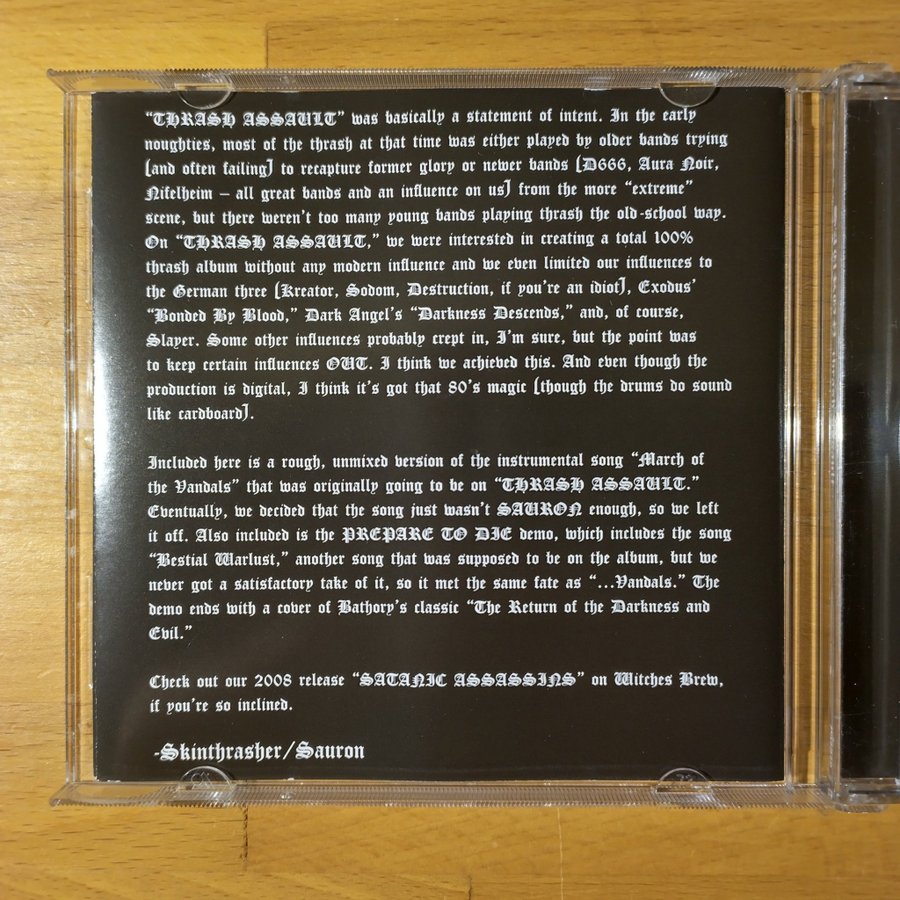 “THRASH ASSAULT” was basically a statement of intent. In the early
noughties, most of the thrash at that time was either played by older bands trying
(and often failing) to recapture former glory or newer bands (D666, Aura Noir,
Nifelheim – all great bands and an influence on us) from the more “extreme”
scene, but there weren't too many young bands playing thrash the old-school way.
On “THRASH ASSAULT,” we were interested in creating a total 100%
thrash album without any modern influence and we even limited our influences to
the German three (Kreator, Sodom, Destruction, if you're an idiot), Exodus'
“Bonded By Blood,” Dark Angel's “Darkness Descends,” and, of course,
Slayer. Some other influences probably crept in, I'm sure, but the point was
to keep certain influences OUT. I think we achieved this. And even though the
production is digital, I think it's got that 80's magic (though the drums do sound
like cardboard).
Included here is a rough, unmixed version of the instrumental song “March of
the Vandals” that was originally going to be on “THRASH ASSAULT.”
Eventually, we decided that the song just wasn't SAURON enough, so we left
it off. Also included is the PREPARE TO DIE demo, which includes the song
“Bestial Warlust,” another song that was supposed to be on the album, but we
never got a satisfactory take of it, so it met the same fate as “...Vandals.” The
demo ends with a cover of Bathory's classic “The Return of the Darkness and
Evil.”
Check out our 2008 release “SATANIC ASSASSINS” on Witches Brew,
if you're so inclined.
-Skinthrasher/Sauron